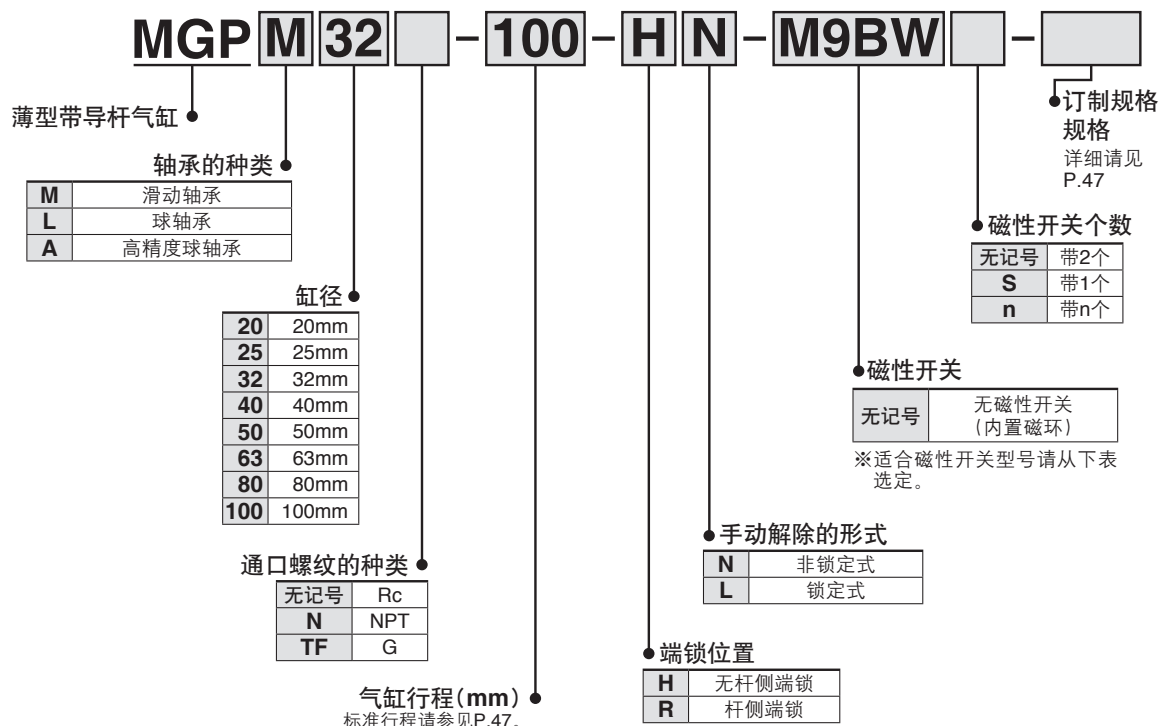 MGP M 32 – 100 – H N – M9BW –
薄型带导杆气缸
轴承的种类
M 滑动轴承
L 球轴承
A 高精度球轴承
缸径
20 20mm
25 25mm
32 32mm
40 40mm
50 50mm
63 63mm
80 80mm
100 100mm
通口螺纹的种类
无记号 Rc
N NPT
TF G
气缸行程(mm)
标准行程请参见P.47。
端锁位置
H 无杆侧端锁
R 杆侧端锁
手动解除的形式
N 非锁定式
L 锁定式
磁性开关
无记号 无磁性开关
(内置磁环)
※适合磁性开关型号请从下表
选定。
磁性开关个数
无记号 带2个
S 带1个
n 带n个
订制规格
规格
详细请见
P.47